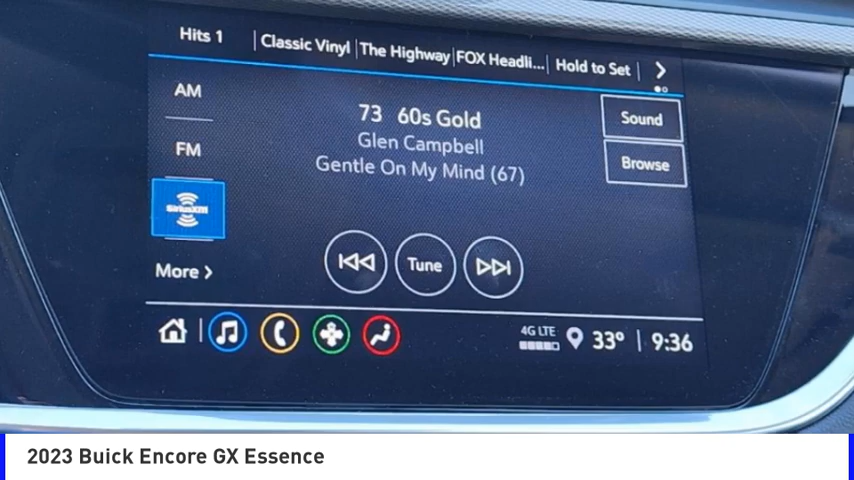 Hits 1 | Classic Vinyl | The Highway | FOX Headli... | Hold to Set
AM
73 60s Gold
Sound
Glen Campbell
FM
Gentle On My Mind (67)
Browse
SiriusXM
Tune
More
4G LTE
33° | 9:36
2023 Buick Encore GX Essence